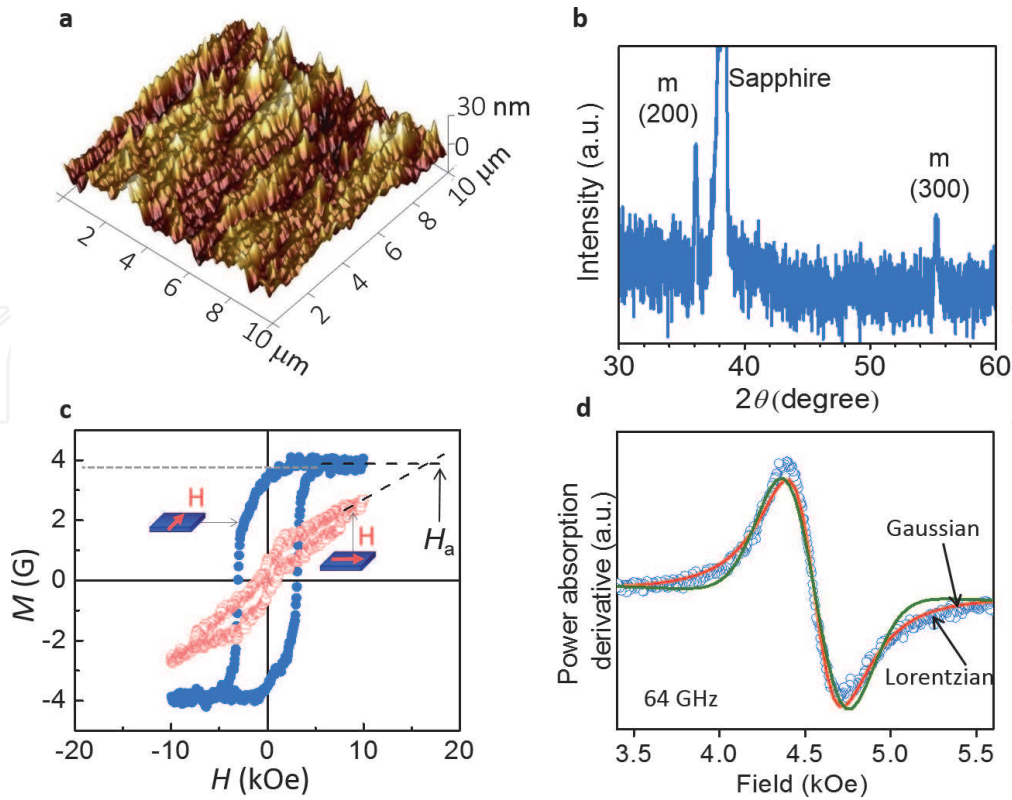 a
30 nm
0
2
4
6
8
10 μm
2
4
6
8
10 μm
b
Intensity (a.u.)
m
(200)
Sapphire
m
(300)
30
40
50
60
2θ (degree)
c
M (G)
4
2
0
-2
-4
H
H
Ha
-20
-10
0
10
20
H (kOe)
d
Power absorption
derivative (a.u.)
Gaussian
Lorentzian
64 GHz
3.5
4.0
4.5
5.0
5.5
Field (kOe)